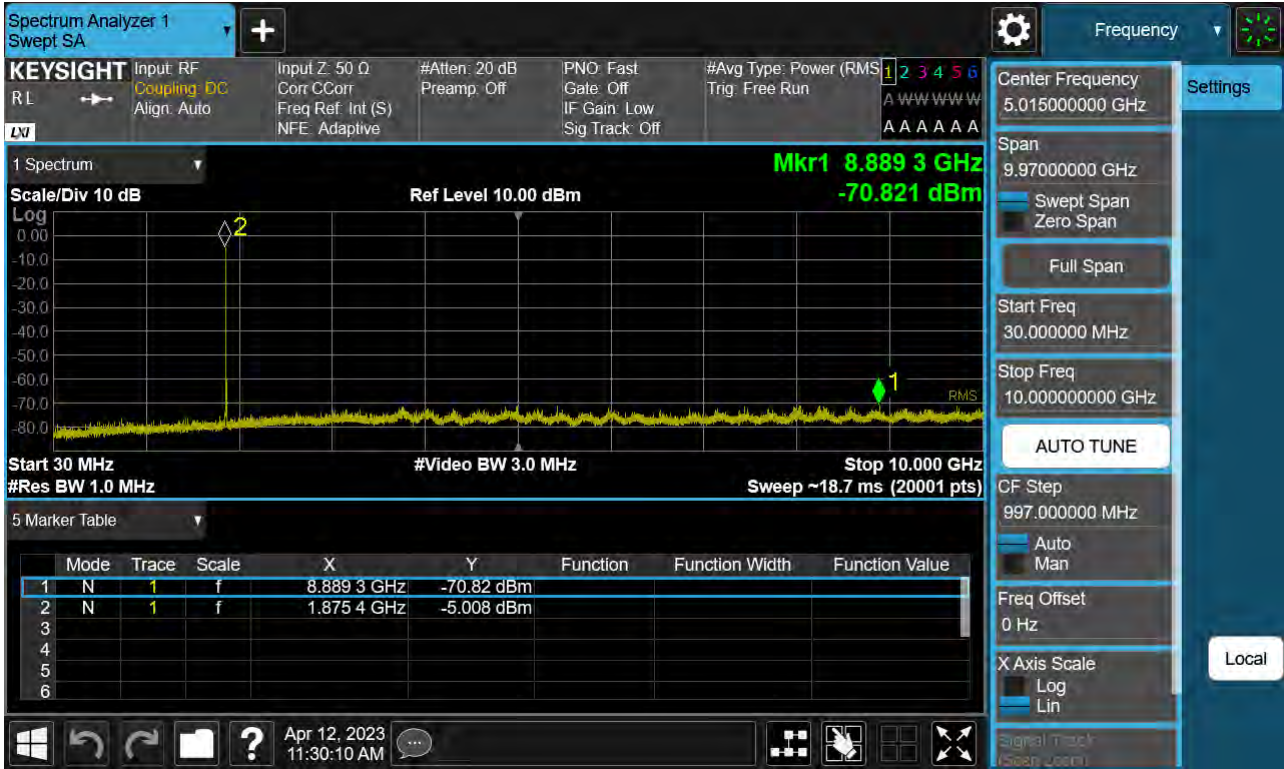 Spectrum Analyzer 1
Swept SA
Frequency
KEYSIGHT
RL
LXI
Input: RF
Coupling: DC
Align: Auto
Input Z: 50 Ω
Corr CCorr
Freq Ref: Int (S)
NFE: Adaptive
#Atten: 20 dB
Preamp: Off
PNO: Fast
Gate: Off
IF Gain: Low
Sig Track: Off
#Avg Type: Power (RMS
Trig: Free Run
1 2 3 4 5 6
A W W W W W
A A A A A A
1 Spectrum
Mkr1 8.889 3 GHz
-70.821 dBm
Scale/Div 10 dB
Ref Level 10.00 dBm
Log
0.00
-10.0
-20.0
-30.0
-40.0
-50.0
-60.0
-70.0
-80.0
2
1
RMS
Start 30 MHz
#Video BW 3.0 MHz
Stop 10.000 GHz
#Res BW 1.0 MHz
Sweep ~18.7 ms (20001 pts)
5 Marker Table
Mode Trace Scale X Y Function Function Width Function Value
1 N 1 f 8.889 3 GHz -70.82 dBm
2 N 1 f 1.875 4 GHz -5.008 dBm
3
4
5
6
Apr 12, 2023
11:30:10 AM
Center Frequency
5.015000000 GHz
Settings
Span
9.97000000 GHz
Swept Span
Zero Span
Full Span
Start Freq
30.000000 MHz
Stop Freq
10.000000000 GHz
AUTO TUNE
CF Step
997.000000 MHz
Auto
Man
Freq Offset
0 Hz
X Axis Scale
Log
Lin
Local
Signal Track
(Span Zoom)